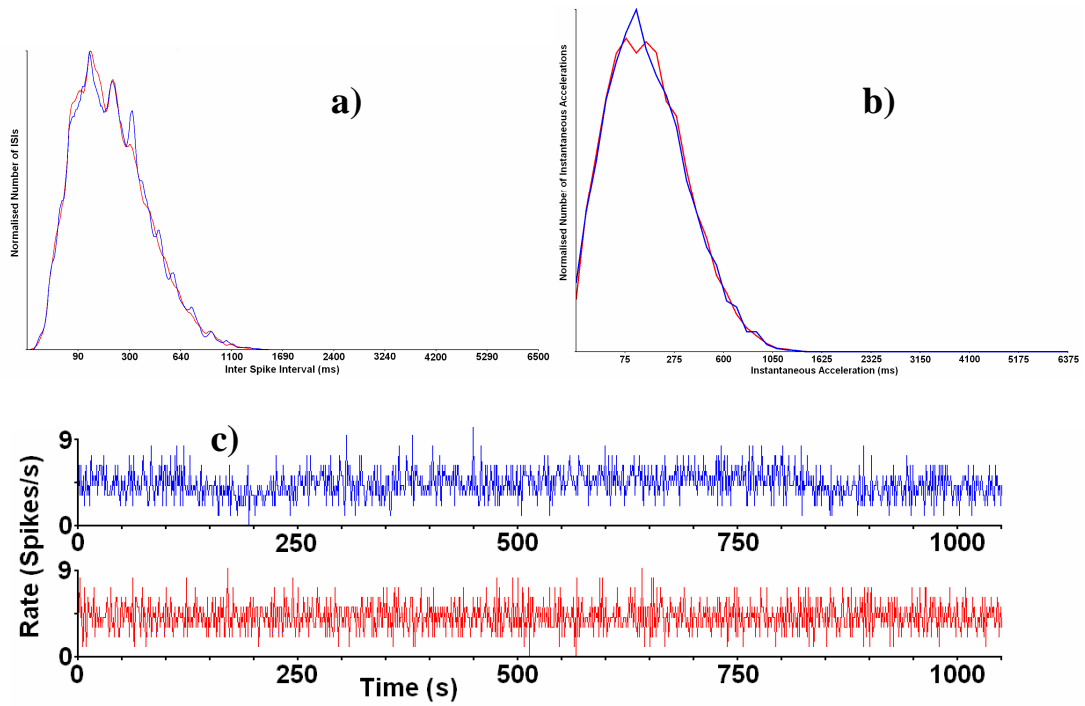 a)
Normalised Number of ISIs
90 300 640 1100 1690 2400 3240 4200 5290 6500
Inter Spike Interval (ms)
b)
Normalised Number of Instantaneous Accelerations
75 275 600 1050 1625 2325 3150 4100 5175 6375
Instantaneous Acceleration (ms)
c)
Rate (Spikes/s)
9
0
0 250 500 750 1000
9
0
0 250 500 750 1000
Time (s)